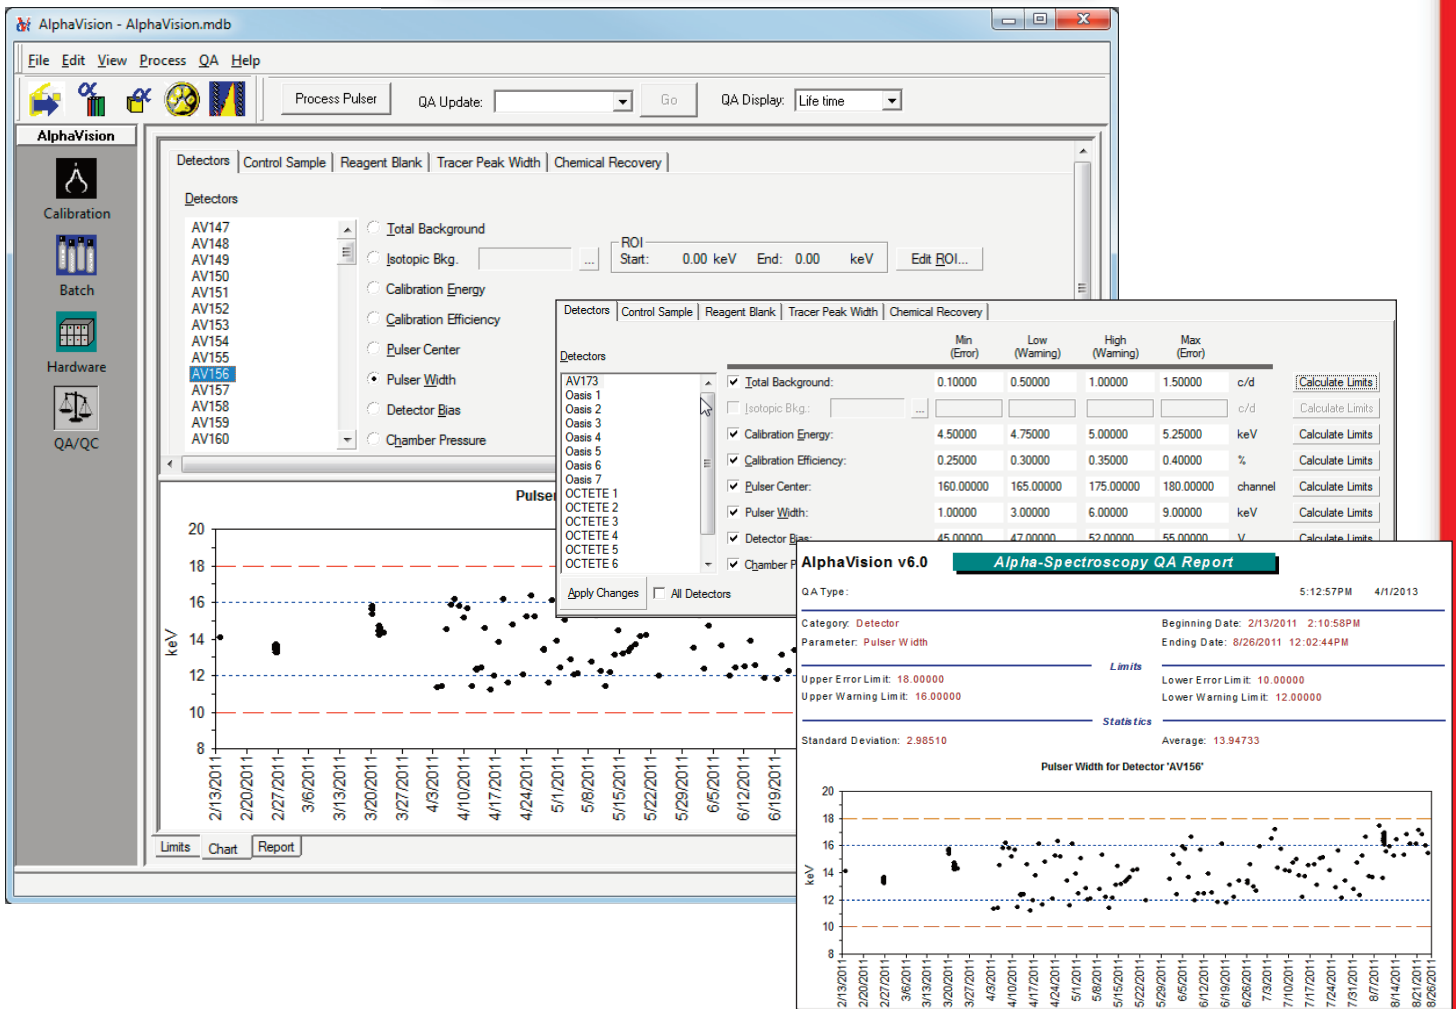 AlphaVision - AlphaVision.mdb
File Edit View Process QA Help
Process Pulser QA Update: Go QA Display: Life time
AlphaVision
Calibration
Batch
Hardware
QA/QC
Detectors Control Sample Reagent Blank Tracer Peak Width Chemical Recovery
Detectors
AV147
AV148
AV149
AV150
AV151
AV152
AV153
AV154
AV155
AV156
AV157
AV158
AV159
AV160
Total Background
Isotopic Bkg. ...
Calibration Energy
Calibration Efficiency
Pulser Center
Pulser Width
Detector Bias
Chamber Pressure
ROI
Start: 0.00 keV End: 0.00 keV
Edit ROI...
Pulser
keV
20
18
16
14
12
10
8
2/13/2011
2/20/2011
2/27/2011
3/6/2011
3/13/2011
3/20/2011
3/27/2011
4/3/2011
4/10/2011
4/17/2011
4/24/2011
5/1/2011
5/8/2011
5/15/2011
5/22/2011
5/29/2011
6/5/2011
6/12/2011
6/19/2011
Limits Chart Report
Detectors Control Sample Reagent Blank Tracer Peak Width Chemical Recovery
Detectors
AV173
Oasis 1
Oasis 2
Oasis 3
Oasis 4
Oasis 5
Oasis 6
Oasis 7
OCTETE 1
OCTETE 2
OCTETE 3
OCTETE 4
OCTETE 5
OCTETE 6
Apply Changes All Detectors
Min (Error) Low (Warning) High (Warning) Max (Error)
Total Background: 0.10000 0.50000 1.00000 1.50000 c/d Calculate Limits
Isotopic Bkg.: ... c/d Calculate Limits
Calibration Energy: 4.50000 4.75000 5.00000 5.25000 keV Calculate Limits
Calibration Efficiency: 0.25000 0.30000 0.35000 0.40000 % Calculate Limits
Pulser Center: 160.00000 165.00000 175.00000 180.00000 channel Calculate Limits
Pulser Width: 1.00000 3.00000 6.00000 9.00000 keV Calculate Limits
Detector Bias: 45.00000 47.00000 52.00000 55.00000 V Calculate Limits
Chamber P
AlphaVision v6.0 Alpha-Spectroscopy QA Report
QA Type: 5:12:57PM 4/1/2013
Category: Detector Beginning Date: 2/13/2011 2:10:58PM
Parameter: Pulser Width Ending Date: 8/26/2011 12:02:44PM
Limits
Upper Error Limit: 18.00000 Lower Error Limit: 10.00000
Upper Warning Limit: 16.00000 Lower Warning Limit: 12.00000
Statistics
Standard Deviation: 2.98510 Average: 13.94733
Pulser Width for Detector 'AV156'
keV
20
18
16
14
12
10
8
2/13/2011
2/20/2011
2/27/2011
3/6/2011
3/13/2011
3/20/2011
3/27/2011
4/3/2011
4/10/2011
4/17/2011
4/24/2011
5/1/2011
5/8/2011
5/15/2011
5/22/2011
5/29/2011
6/5/2011
6/12/2011
6/19/2011
6/26/2011
7/3/2011
7/10/2011
7/17/2011
7/24/2011
7/31/2011
8/7/2011
8/14/2011
8/21/2011
8/26/2011